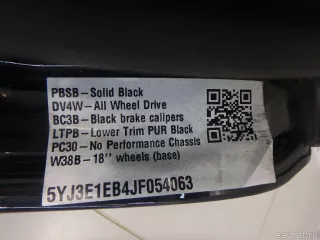 PBSB – Solid Black
DV4W – All Wheel Drive
BC3B – Black brake calipers
LTPB – Lower Trim PUR Black
PC30 – No Performance Chassis
W38B – 18'' wheels (base)
5YJ3E1EB4JF054063